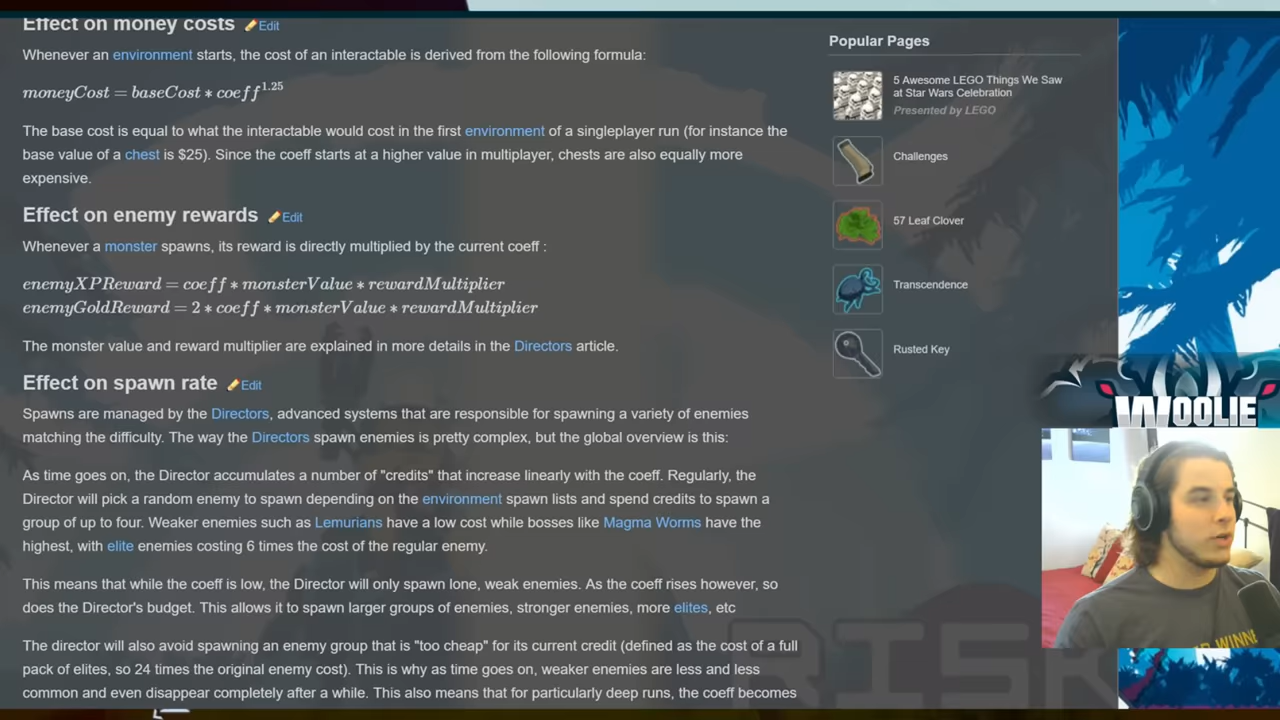 Effect on money costs Edit
Whenever an environment starts, the cost of an interactable is derived from the following formula:
moneyCost = baseCost * coeff^1.25
The base cost is equal to what the interactable would cost in the first environment of a singleplayer run (for instance the
base value of a chest is $25). Since the coeff starts at a higher value in multiplayer, chests are also equally more
expensive.
Effect on enemy rewards Edit
Whenever a monster spawns, its reward is directly multiplied by the current coeff :
enemyXPReward = coeff * monsterValue * rewardMultiplier
enemyGoldReward = 2 * coeff * monsterValue * rewardMultiplier
The monster value and reward multiplier are explained in more details in the Directors article.
Effect on spawn rate Edit
Spawns are managed by the Directors, advanced systems that are responsible for spawning a variety of enemies
matching the difficulty. The way the Directors spawn enemies is pretty complex, but the global overview is this:
As time goes on, the Director accumulates a number of "credits" that increase linearly with the coeff. Regularly, the
Director will pick a random enemy to spawn depending on the environment spawn lists and spend credits to spawn a
group of up to four. Weaker enemies such as Lemurians have a low cost while bosses like Magma Worms have the
highest, with elite enemies costing 6 times the cost of the regular enemy.
This means that while the coeff is low, the Director will only spawn lone, weak enemies. As the coeff rises however, so
does the Director's budget. This allows it to spawn larger groups of enemies, stronger enemies, more elites, etc
The director will also avoid spawning an enemy group that is "too cheap" for its current credit (defined as the cost of a full
pack of elites, so 24 times the original enemy cost). This is why as time goes on, weaker enemies are less and less
common and even disappear completely after a while. This also means that for particularly deep runs, the coeff becomes
Popular Pages
5 Awesome LEGO Things We Saw
at Star Wars Celebration
Presented by LEGO
Challenges
57 Leaf Clover
Transcendence
Rusted Key
WOOLIE
RISK